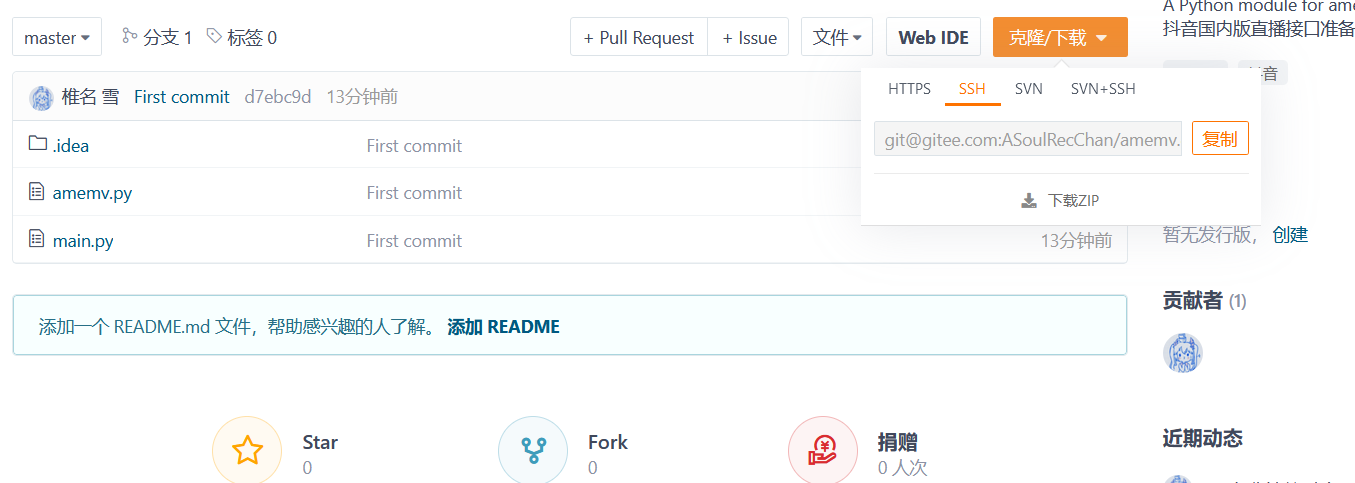 A Python module for ame
抖音国内版直播接口准备
master 分支 1 标签 0 + Pull Request + Issue 文件 Web IDE 克隆/下载
音
HTTPS SSH SVN SVN+SSH
椎名 雪 First commit d7ebc9d 13分钟前
git@gitee.com:ASoulRecChan/amemv. 复制
.idea First commit
amemv.py First commit
下载ZIP
main.py First commit 13分钟前
暂无发行版， 创建
贡献者 (1)
添加一个 README.md 文件，帮助感兴趣的人了解。 添加 README
近期动态
Star
0
Fork
0
捐赠
0 人次